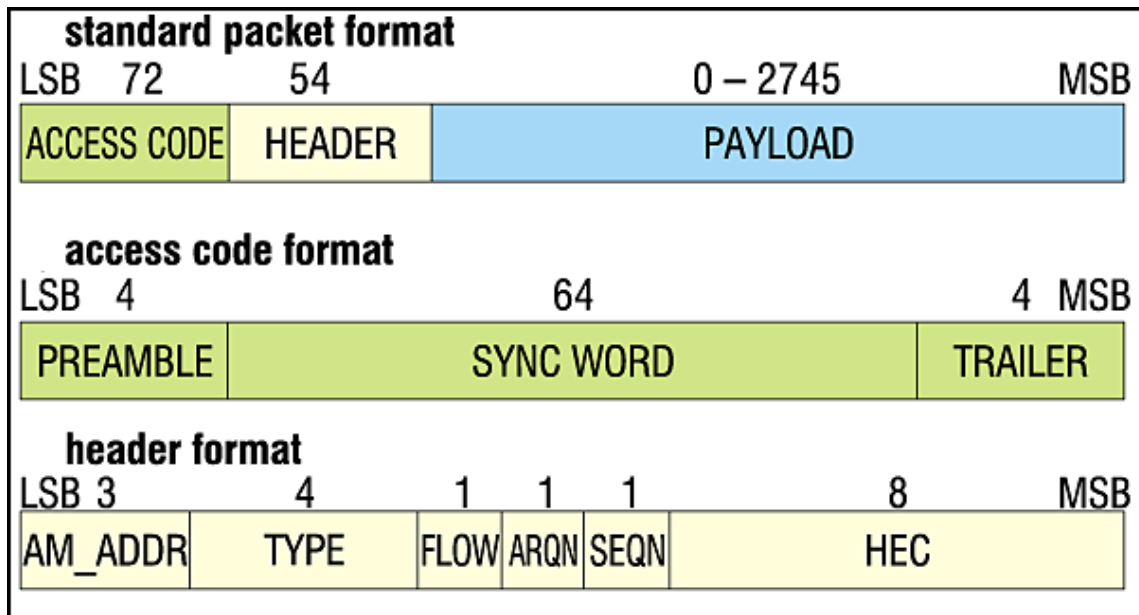 standard packet format
LSB 72 54 0 – 2745 MSB
ACCESS CODE HEADER PAYLOAD
access code format
LSB 4 64 4 MSB
PREAMBLE SYNC WORD TRAILER
header format
LSB 3 4 1 1 1 8 MSB
AM_ADDR TYPE FLOW ARQN SEQN HEC